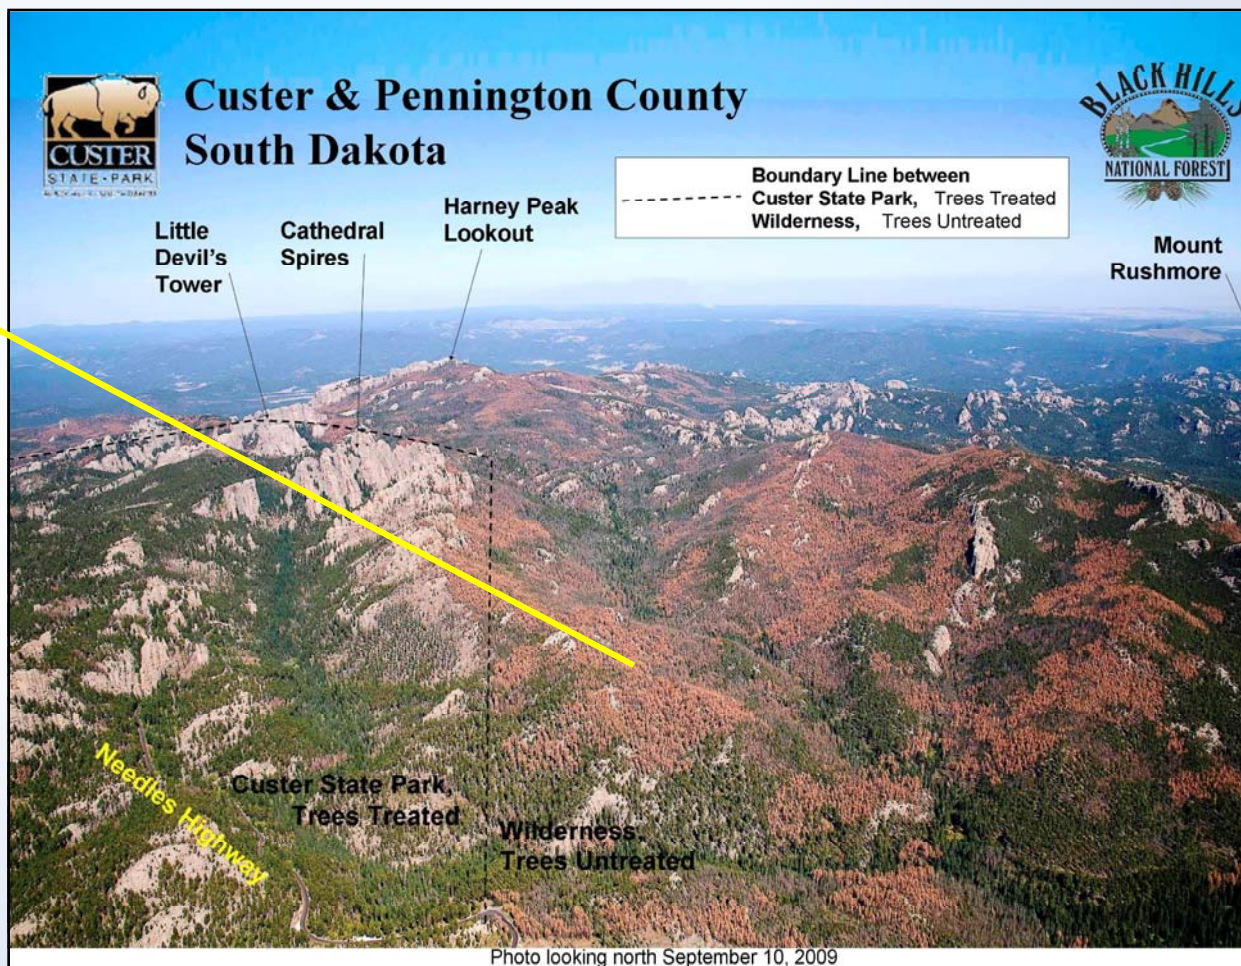 Custer & Pennington County
South Dakota
CUSTER
STATE • PARK
BLACK HILLS
NATIONAL FOREST
Boundary Line between
Custer State Park, Trees Treated
Wilderness, Trees Untreated
Little
Devil's
Tower
Cathedral
Spires
Harney Peak
Lookout
Mount
Rushmore
Needles Highway
Custer State Park,
Trees Treated
Wilderness,
Trees Untreated
Photo looking north September 10, 2009